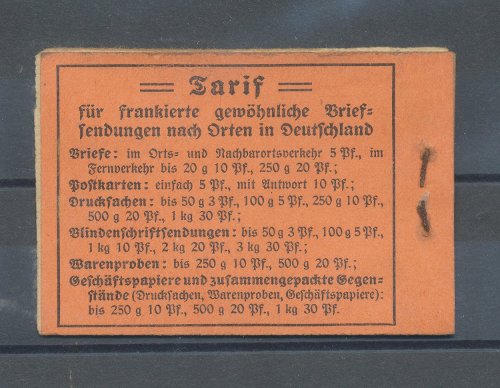 Tarif
für frankierte gewöhnliche Brief-
sendungen nach Orten in Deutschland
Briefe: im Orts- und Nachbarortsverkehr 5 Pf., im
Fernverkehr bis 20 g 10 Pf., 250 g 20 Pf.;
Postkarten: einfach 5 Pf., mit Antwort 10 Pf.;
Drucksachen: bis 50 g 3 Pf., 100 g 5 Pf., 250 g 10 Pf.,
500 g 20 Pf., 1 kg 30 Pf.;
Blindenschriftsendungen: bis 50 g 3 Pf., 100 g 5 Pf.,
1 kg 10 Pf., 2 kg 20 Pf., 3 kg 30 Pf.;
Warenproben: bis 250 g 10 Pf., 500 g 20 Pf.;
Geschäftspapiere und zusammengepackte Gegen-
stände (Drucksachen, Warenproben, Geschäftspapiere):
bis 250 g 10 Pf., 500 g 20 Pf., 1 kg 30 Pf.